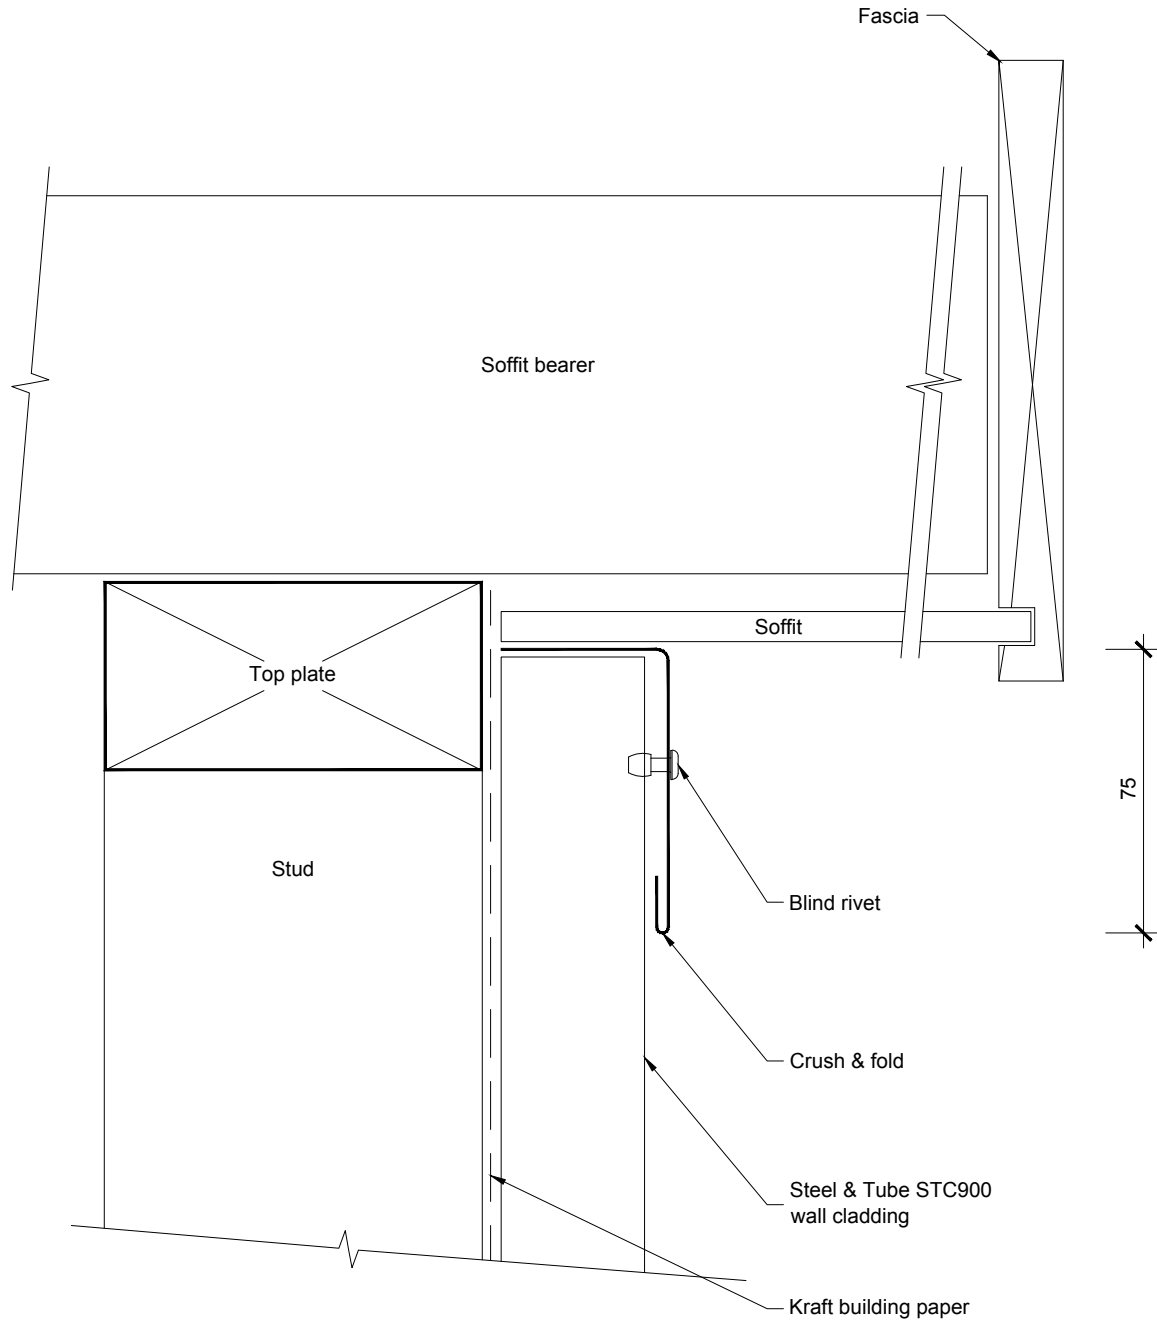 Fascia
Soffit bearer
Soffit
Top plate
75
Stud
Blind rivet
Crush & fold
Steel & Tube STC900
wall cladding
Kraft building paper